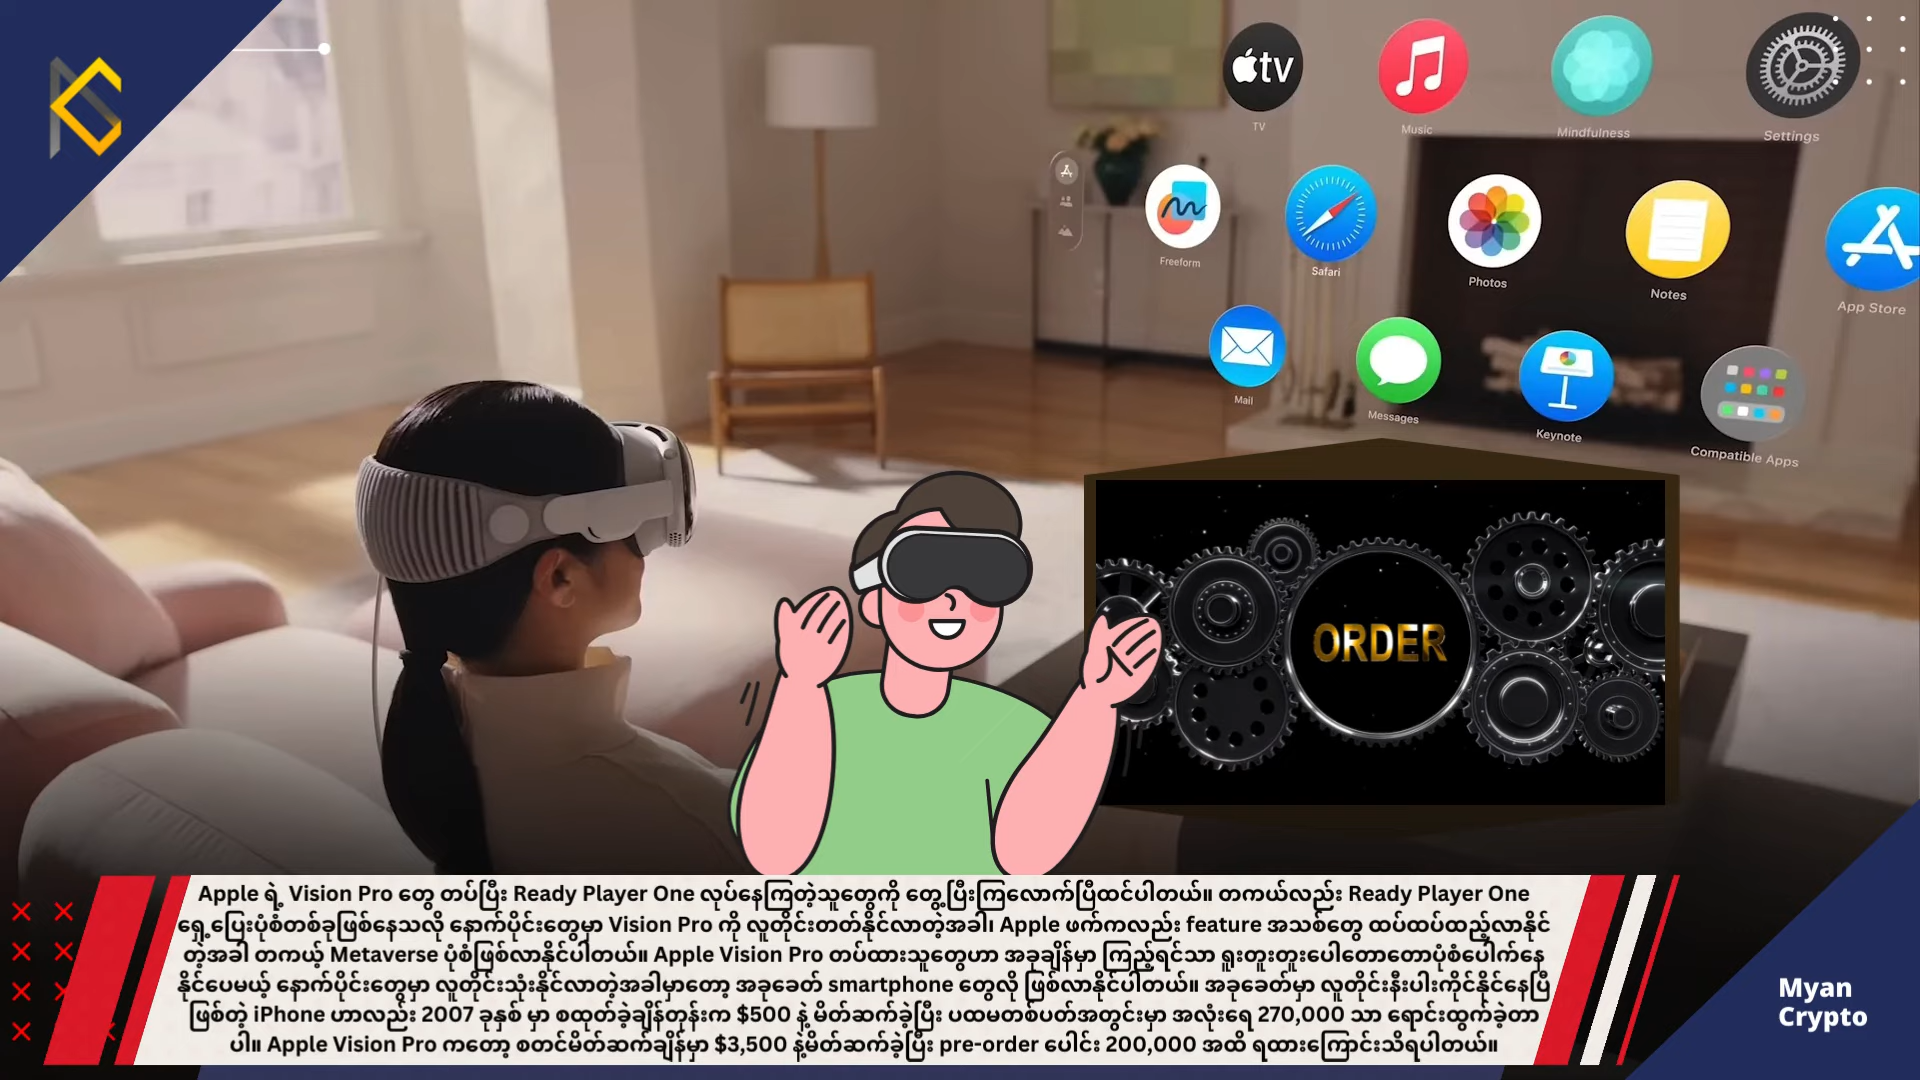 tv
TV
Music
Mindfulness
Settings
Freeform
Safari
Photos
Notes
App Store
Mail
Messages
Keynote
Compatible Apps
ORDER
Apple ရဲ့ Vision Pro တွေ တပ်ပြီး Ready Player One လုပ်နေကြတဲ့သူတွေကို တွေ့ပြီးကြလောက်ပြီထင်ပါတယ်။ တကယ်လည်း Ready Player One
ရှေ့ပြေးပုံစံတစ်ခုဖြစ်နေသလို နောက်ပိုင်းတွေမှာ Vision Pro ကို လူတိုင်းတတ်နိုင်လာတဲ့အခါ၊ Apple ဖက်ကလည်း feature အသစ်တွေ ထပ်ထပ်ထည့်လာနိုင်
တဲ့အခါ တကယ့် Metaverse ပုံစံဖြစ်လာနိုင်ပါတယ်။ Apple Vision Pro တပ်ထားသူတွေဟာ အခုချိန်မှာ ကြည့်ရင်သာ ရူးတူးတူးပေါတောတောပုံစံပေါက်နေ
နိုင်ပေမယ့် နောက်ပိုင်းတွေမှာ လူတိုင်းသုံးနိုင်လာတဲ့အခါမှာတော့ အခုခေတ် smartphone တွေလို ဖြစ်လာနိုင်ပါတယ်။ အခုခေတ်မှာ လူတိုင်းနီးပါးကိုင်နိုင်နေပြီ
ဖြစ်တဲ့ iPhone ဟာလည်း 2007 ခုနှစ် မှာ စထုတ်ခဲ့ချိန်တုန်းက $500 နဲ့ မိတ်ဆက်ခဲ့ပြီး ပထမတစ်ပတ်အတွင်းမှာ အလုံးရေ 270,000 သာ ရောင်းထွက်ခဲ့တာ
ပါ။ Apple Vision Pro ကတော့ စတင်မိတ်ဆက်ချိန်မှာ $3,500 နဲ့မိတ်ဆက်ခဲ့ပြီး pre-order ပေါင်း 200,000 အထိ ရထားကြောင်းသိရပါတယ်။
Myan
Crypto